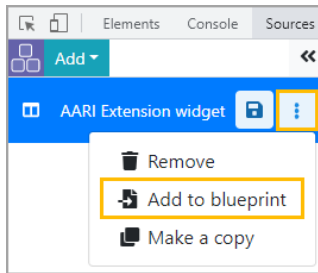 Elements Console Sources
Add
AARI Extension widget
Remove
Add to blueprint
Make a copy